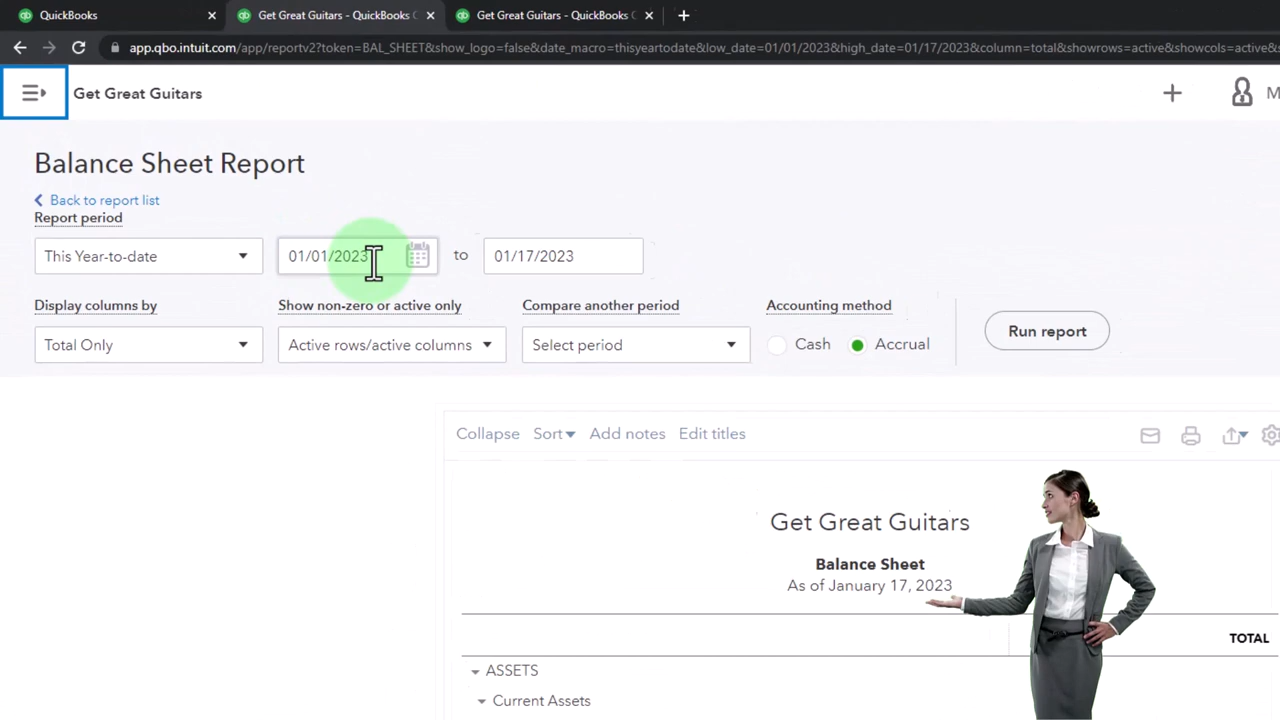 QuickBooks
Get Great Guitars - QuickBooks
Get Great Guitars - QuickBooks
app.qbo.intuit.com/app/reportv2?token=BAL_SHEET&show_logo=false&date_macro=thisyeartodate&low_date=01/01/2023&high_date=01/17/2023&column=total&showrows=active&showcols=active&
Get Great Guitars
M
Balance Sheet Report
Back to report list
Report period
This Year-to-date 01/01/2023 to 01/17/2023
Display columns by Show non-zero or active only Compare another period Accounting method
Total Only Active rows/active columns Select period Cash Accrual Run report
Collapse Sort Add notes Edit titles
Get Great Guitars
Balance Sheet
As of January 17, 2023
TOTAL
ASSETS
Current Assets